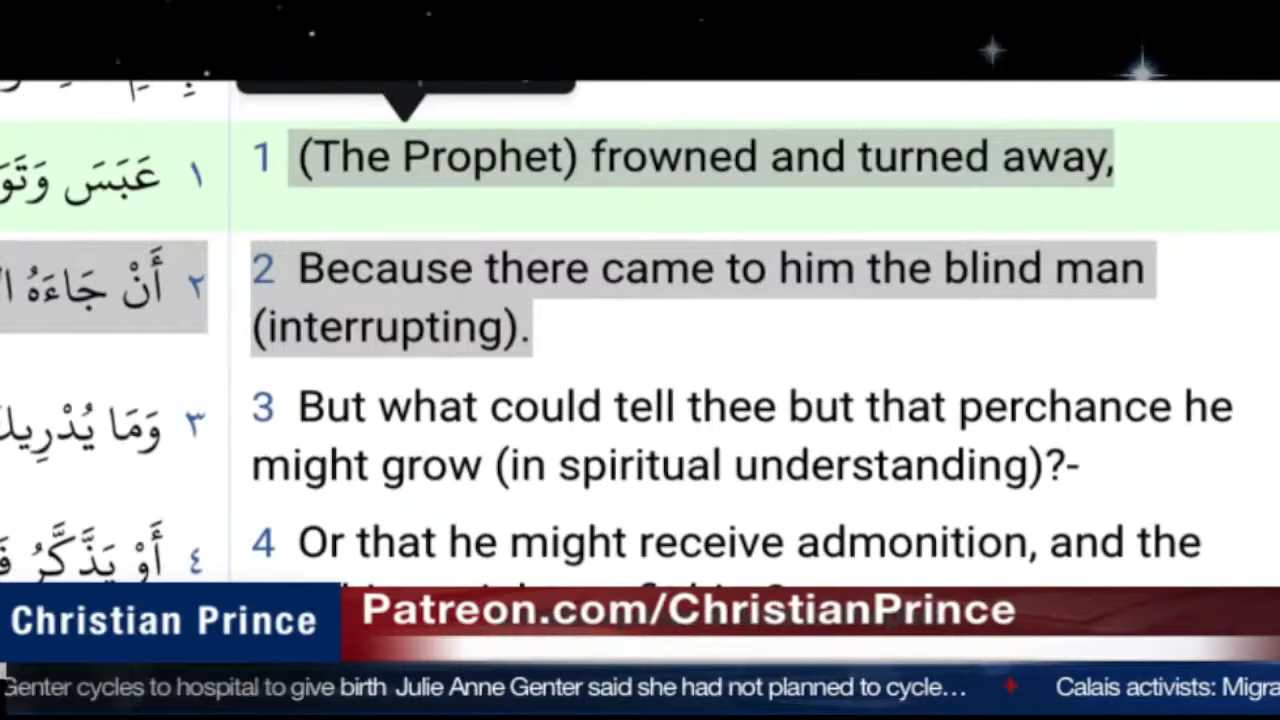 ١ عَبَسَ
1 (The Prophet) frowned and turned away,
٢ أَنْ جَاءَهُ
2 Because there came to him the blind man
(interrupting).
٣
3 But what could tell thee but that perchance he
might grow (in spiritual understanding)?-
٤ أَوْ يَذَّكَّرُ
4 Or that he might receive admonition, and the
Christian Prince
Patreon.com/ChristianPrince
Genter cycles to hospital to give birth Julie Anne Genter said she had not planned to cycle… Calais activists: Migra